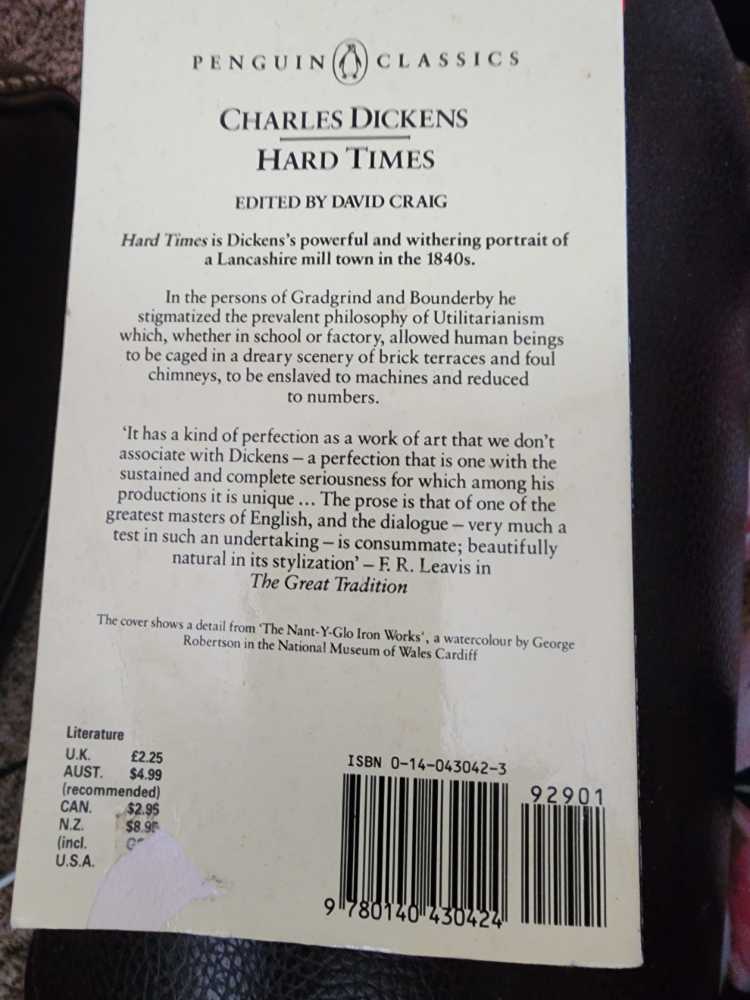 PENGUIN CLASSICS
CHARLES DICKENS
HARD TIMES
EDITED BY DAVID CRAIG
Hard Times is Dickens's powerful and withering portrait of
a Lancashire mill town in the 1840s.
In the persons of Gradgrind and Bounderby he
stigmatized the prevalent philosophy of Utilitarianism
which, whether in school or factory, allowed human beings
to be caged in a dreary scenery of brick terraces and foul
chimneys, to be enslaved to machines and reduced
to numbers.
'It has a kind of perfection as a work of art that we don't
associate with Dickens – a perfection that is one with the
sustained and complete seriousness for which among his
productions it is unique ... The prose is that of one of the
greatest masters of English, and the dialogue – very much a
test in such an undertaking – is consummate; beautifully
natural in its stylization' – F. R. Leavis in
The Great Tradition
The cover shows a detail from 'The Nant-Y-Glo Iron Works', a watercolour by George
Robertson in the National Museum of Wales Cardiff
Literature
U.K. £2.25
AUST. $4.99
(recommended)
CAN. $2.95
N.Z.
(incl.
U.S.A.
ISBN 0-14-043042-3
92901
9 780140 430424